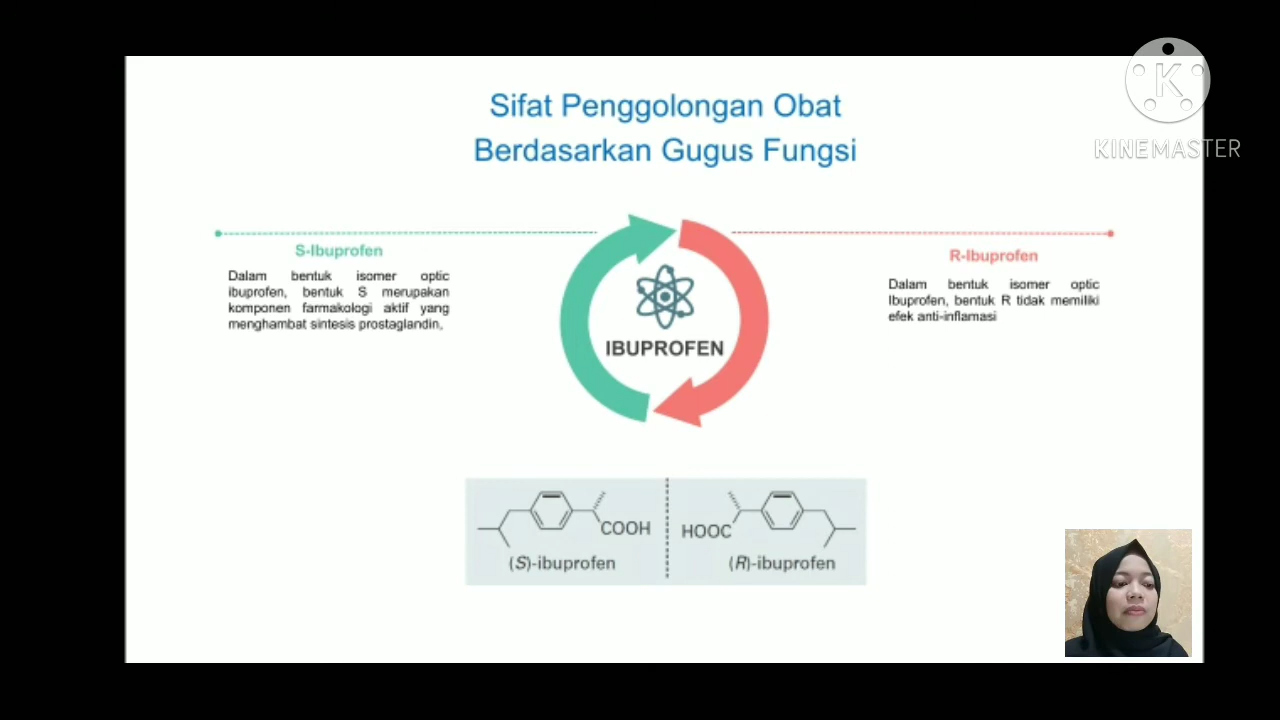 KINEMASTER
Sifat Penggolongan Obat
Berdasarkan Gugus Fungsi
S-Ibuprofen
Dalam bentuk isomer optic
ibuprofen, bentuk S merupakan
komponen farmakologi aktif yang
menghambat sintesis prostaglandin,
IBUPROFEN
R-Ibuprofen
Dalam bentuk isomer optic
Ibuprofen, bentuk R tidak memiliki
efek anti-inflamasi
COOH
(S)-ibuprofen
HOOC
(R)-ibuprofen